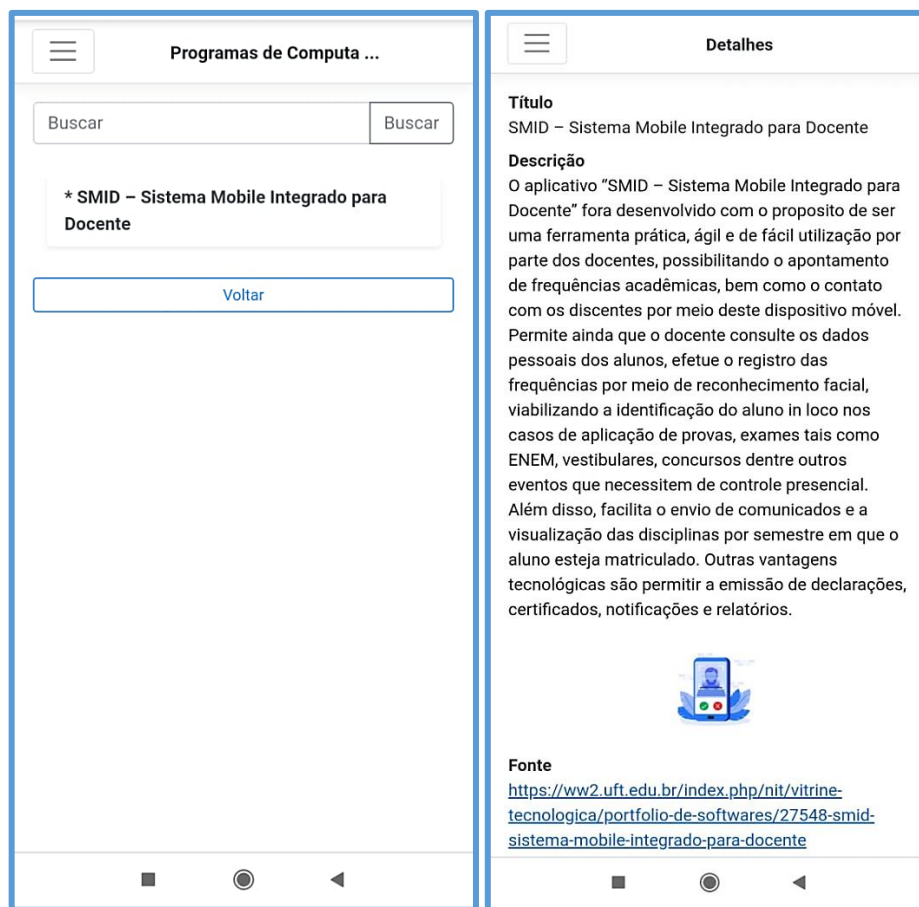 Programas de Computa ...
Buscar
Buscar
* SMID – Sistema Mobile Integrado para
Docente
Voltar
Detalhes
Título
SMID – Sistema Mobile Integrado para Docente
Descrição
O aplicativo “SMID – Sistema Mobile Integrado para
Docente” fora desenvolvido com o proposito de ser
uma ferramenta prática, ágil e de fácil utilização por
parte dos docentes, possibilitando o apontamento
de frequências acadêmicas, bem como o contato
com os discentes por meio deste dispositivo móvel.
Permite ainda que o docente consulte os dados
pessoais dos alunos, efetue o registro das
frequências por meio de reconhecimento facial,
viabilizando a identificação do aluno in loco nos
casos de aplicação de provas, exames tais como
ENEM, vestibulares, concursos dentre outros
eventos que necessitem de controle presencial.
Além disso, facilita o envio de comunicados e a
visualização das disciplinas por semestre em que o
aluno esteja matriculado. Outras vantagens
tecnológicas são permitir a emissão de declarações,
certificados, notificações e relatórios.
Fonte
https://ww2.uft.edu.br/index.php/nit/vitrine-
tecnologica/portfolio-de-softwares/27548-smid-
sistema-mobile-integrado-para-docente